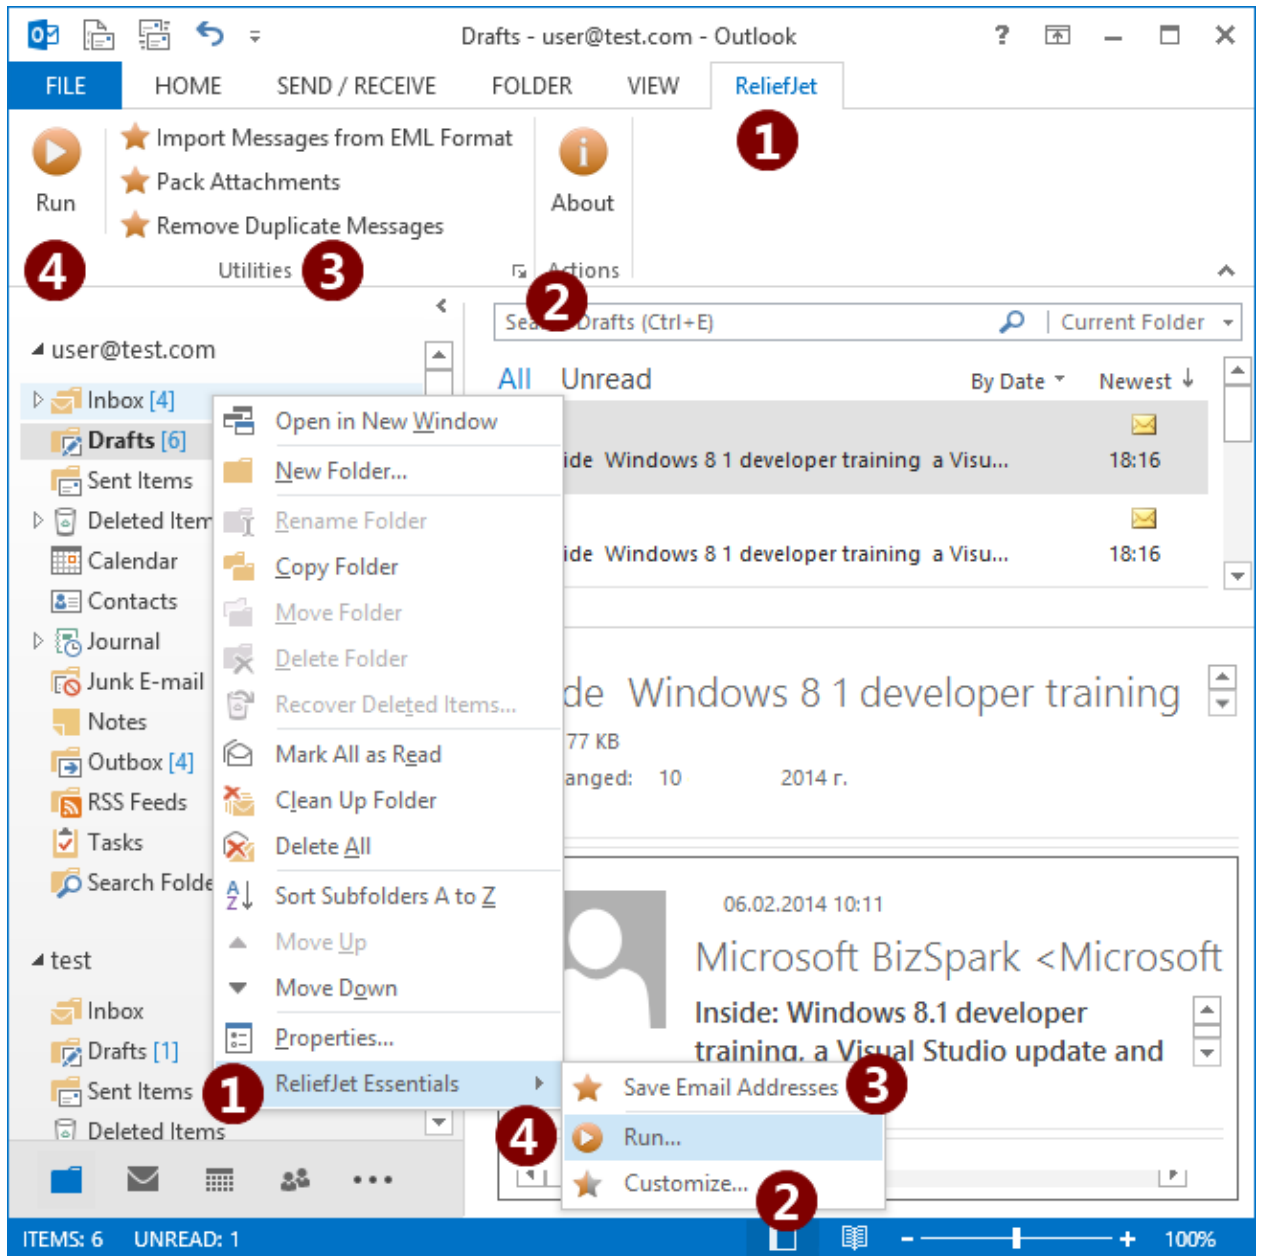 Drafts - user@test.com - Outlook
FILE HOME SEND / RECEIVE FOLDER VIEW ReliefJet
1
Import Messages from EML Format
Pack Attachments
Remove Duplicate Messages
Run
About
4
Utilities
3
Actions
2
Drafts (Ctrl+E)
Current Folder
user@test.com
All Unread
By Date Newest
Inbox [4]
Drafts [6]
Sent Items
Deleted Item
Calendar
Contacts
Journal
Junk E-mail
Notes
Outbox [4]
RSS Feeds
Tasks
Search Folde
test
Inbox
Drafts [1]
Sent Items
Deleted Items
Open in New Window
New Folder...
Rename Folder
Copy Folder
Move Folder
Delete Folder
Recover Deleted Items...
Mark All as Read
Clean Up Folder
Delete All
Sort Subfolders A to Z
Move Up
Move Down
Properties...
ReliefJet Essentials
1
Save Email Addresses
3
4
Run...
Customize...
2
ide Windows 8 1 developer training a Visu...
18:16
ide Windows 8 1 developer training a Visu...
18:16
de Windows 8 1 developer training
77 KB
anged: 10 2014 г.
06.02.2014 10:11
Microsoft BizSpark <Microsoft
Inside: Windows 8.1 developer
training, a Visual Studio update and
ITEMS: 6 UNREAD: 1
100%